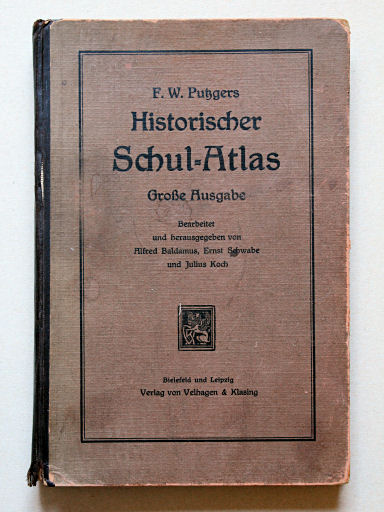 F. W. Putzgers
Historischer
Schul-Atlas
Große Ausgabe
Bearbeitet
und herausgegeben von
Alfred Baldamus, Ernst Schwabe
und Julius Koch
Bielefeld und Leipzig
Verlag von Velhagen & Klasing